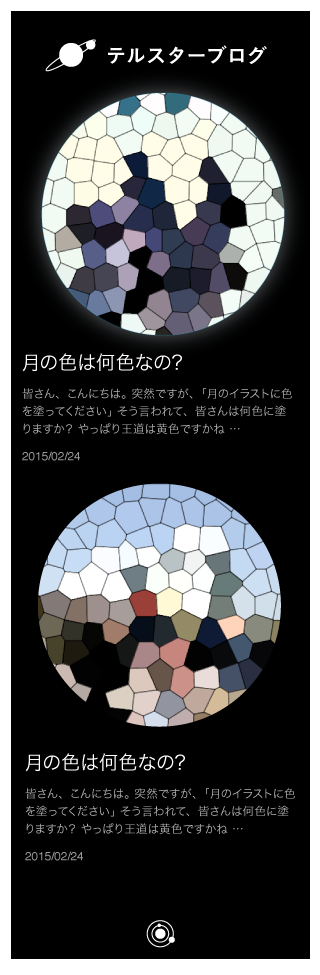 テルスターブログ
月の色は何色なの?
皆さん、こんにちは。突然ですが、「月のイラストに色
を塗ってください」そう言われて、皆さんは何色に塗
りますか? やっぱり王道は黄色ですかね …
2015/02/24
月の色は何色なの?
皆さん、こんにちは。突然ですが、「月のイラストに色
を塗ってください」そう言われて、皆さんは何色に塗
りますか? やっぱり王道は黄色ですかね …
2015/02/24